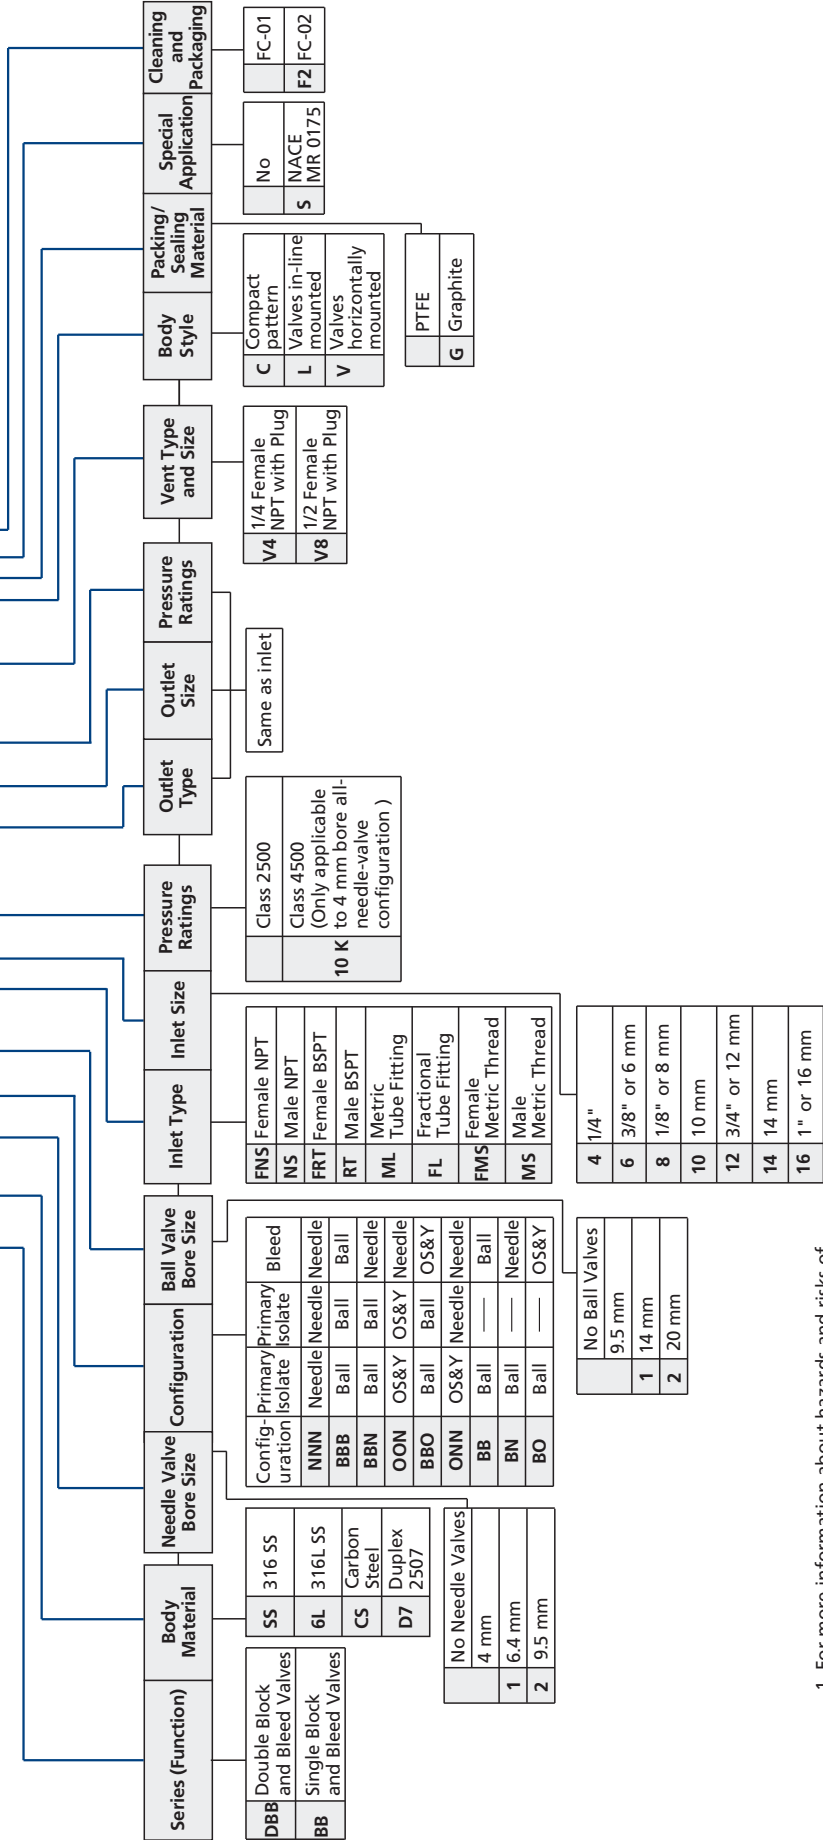 Series (Function)
Body
Material
Needle Valve
Bore Size
Configuration
Ball Valve
Bore Size
Inlet Type
Inlet Size
Pressure
Ratings
Outlet
Type
Outlet
Size
Pressure
Ratings
Vent Type
and Size
Body
Style
Packing/
Sealing
Material
Special
Application
Cleaning
and
Packaging
DBB Double Block
and Bleed Valves
BB Single Block
and Bleed Valves
SS 316 SS
6L 316L SS
CS Carbon
Steel
D7 Duplex
2507
No Needle Valves
4 mm
1 6.4 mm
2 9.5 mm
Config-
uration
Primary
Isolate
Primary
Isolate
Bleed
NNN Needle Needle Needle
BBB Ball Ball Ball
BBN Ball Ball Needle
OON OS&Y OS&Y Needle
BBO Ball Ball OS&Y
ONN OS&Y Needle Needle
BB Ball — Ball
BN Ball — Needle
BO Ball — OS&Y
No Ball Valves
9.5 mm
1 14 mm
2 20 mm
FNS Female NPT
NS Male NPT
FRT Female BSPT
RT Male BSPT
ML Metric
Tube Fitting
FL Fractional
Tube Fitting
FMS Female
Metric Thread
MS Male
Metric Thread
4 1/4"
6 3/8" or 6 mm
8 1/8" or 8 mm
10 10 mm
12 3/4" or 12 mm
14 14 mm
16 1" or 16 mm
Class 2500
10 K Class 4500
(Only applicable
to 4 mm bore all-
needle-valve
configuration )
Same as inlet
V4 1/4 Female
NPT with Plug
V8 1/2 Female
NPT with Plug
C Compact
pattern
L Valves in-line
mounted
V Valves
horizontally
mounted
PTFE
G Graphite
No
S NACE
MR 0175
FC-01
F2 FC-02
1. For more information about hazards and risks of